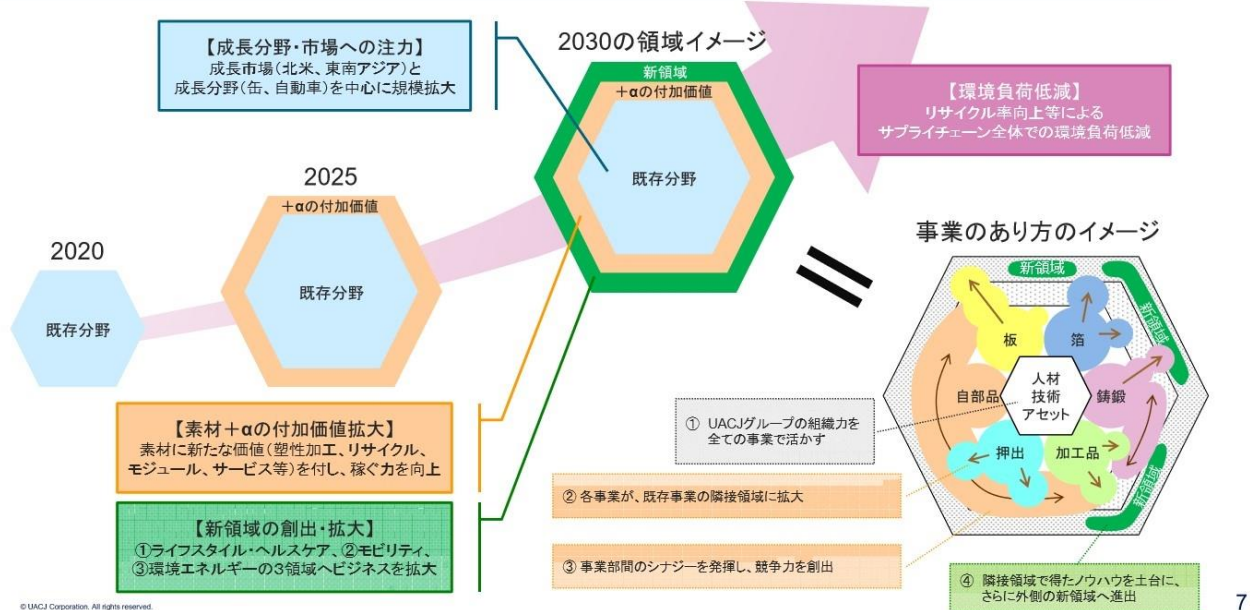 【成長分野・市場への注力】
成長市場（北米、東南アジア）と
成長分野（缶、自動車）を中心に規模拡大
2030の領域イメージ
新領域
＋αの付加価値
既存分野
【環境負荷低減】
リサイクル率向上等による
サプライチェーン全体での環境負荷低減
2025
＋αの付加価値
既存分野
2020
既存分野
【素材＋αの付加価値拡大】
素材に新たな価値（塑性加工、リサイクル、
モジュール、サービス等）を付し、稼ぐ力を向上
【新領域の創出・拡大】
①ライフスタイル・ヘルスケア、②モビリティ、
③環境エネルギーの3領域へビジネスを拡大
事業のあり方のイメージ
新領域
新領域
新領域
板
箔
自部品
人材
技術
アセット
鋳鍛
押出
加工品
① UACJグループの組織力を
全ての事業で活かす
② 各事業が、既存事業の隣接領域に拡大
③ 事業部間のシナジーを発揮し、競争力を創出
④ 隣接領域で得たノウハウを土台に、
さらに外側の新領域へ進出
© UACJ Corporation. All rights reserved.
7